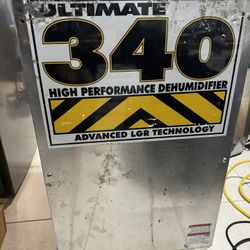 ULTIMATE
340
HIGH PERFORMANCE DEHUMIDIFIER
ADVANCED LGR TECHNOLOGY